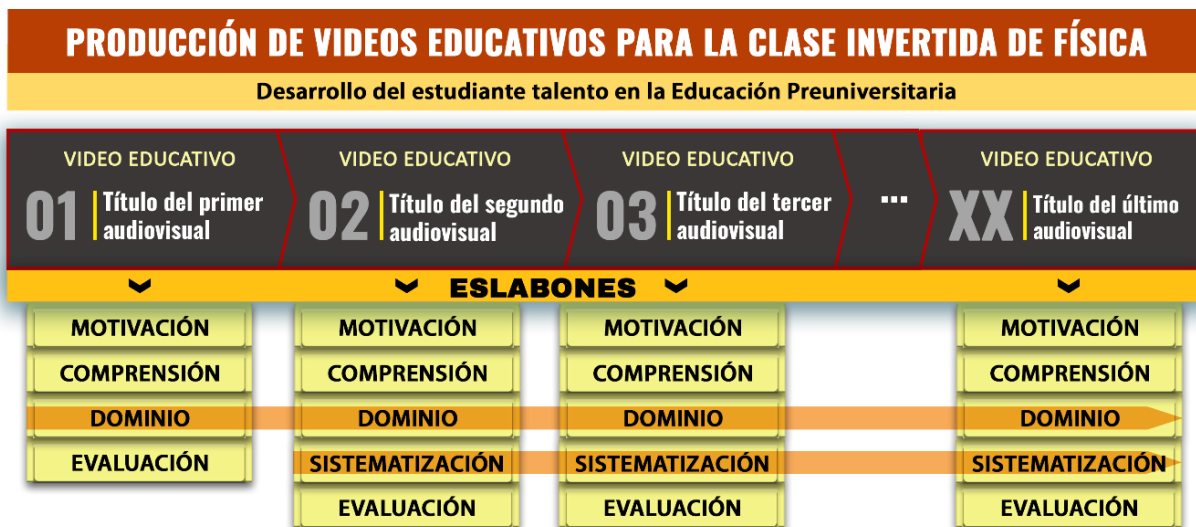 PRODUCCIÓN DE VIDEOS EDUCATIVOS PARA LA CLASE INVERTIDA DE FÍSICA
Desarrollo del estudiante talento en la Educación Preuniversitaria
VIDEO EDUCATIVO
01
Título del primer
audiovisual
VIDEO EDUCATIVO
02
Título del segundo
audiovisual
VIDEO EDUCATIVO
03
Título del tercer
audiovisual
...
VIDEO EDUCATIVO
XX
Título del último
audiovisual
ESLABONES
MOTIVACIÓN
COMPRENSIÓN
DOMINIO
EVALUACIÓN
MOTIVACIÓN
COMPRENSIÓN
DOMINIO
SISTEMATIZACIÓN
EVALUACIÓN
MOTIVACIÓN
COMPRENSIÓN
DOMINIO
SISTEMATIZACIÓN
EVALUACIÓN
MOTIVACIÓN
COMPRENSIÓN
DOMINIO
SISTEMATIZACIÓN
EVALUACIÓN